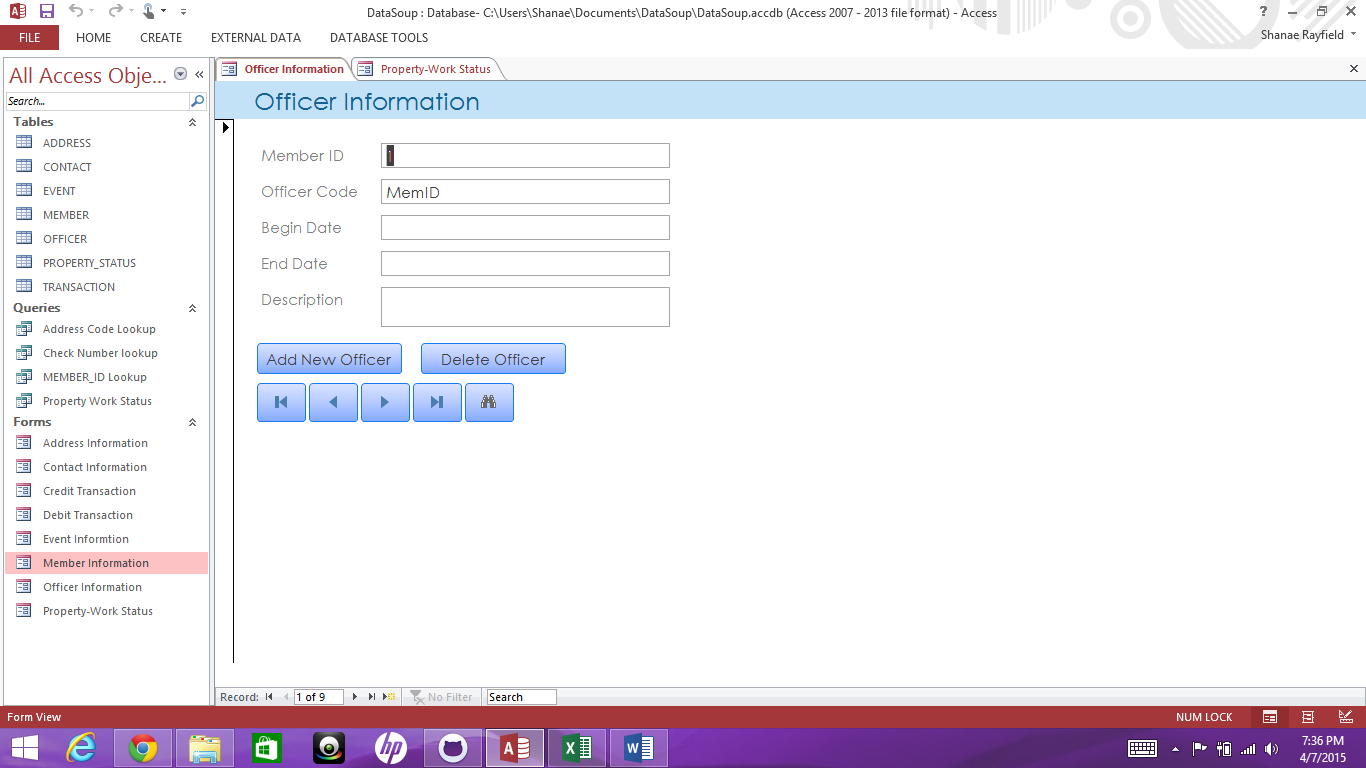 DataSoup : Database- C:\Users\Shanae\Documents\DataSoup\DataSoup.accdb (Access 2007 - 2013 file format) - Access
FILE HOME CREATE EXTERNAL DATA DATABASE TOOLS
Shanae Rayfield
All Access Obje...
Search...
Tables
ADDRESS
CONTACT
EVENT
MEMBER
OFFICER
PROPERTY_STATUS
TRANSACTION
Queries
Address Code Lookup
Check Number lookup
MEMBER_ID Lookup
Property Work Status
Forms
Address Information
Contact Information
Credit Transaction
Debit Transaction
Event Informtion
Member Information
Officer Information
Property-Work Status
Officer Information Property-Work Status
Officer Information
Member ID
Officer Code MemID
Begin Date
End Date
Description
Add New Officer Delete Officer
Record: 1 of 9 No Filter Search
Form View NUM LOCK
7:36 PM
4/7/2015